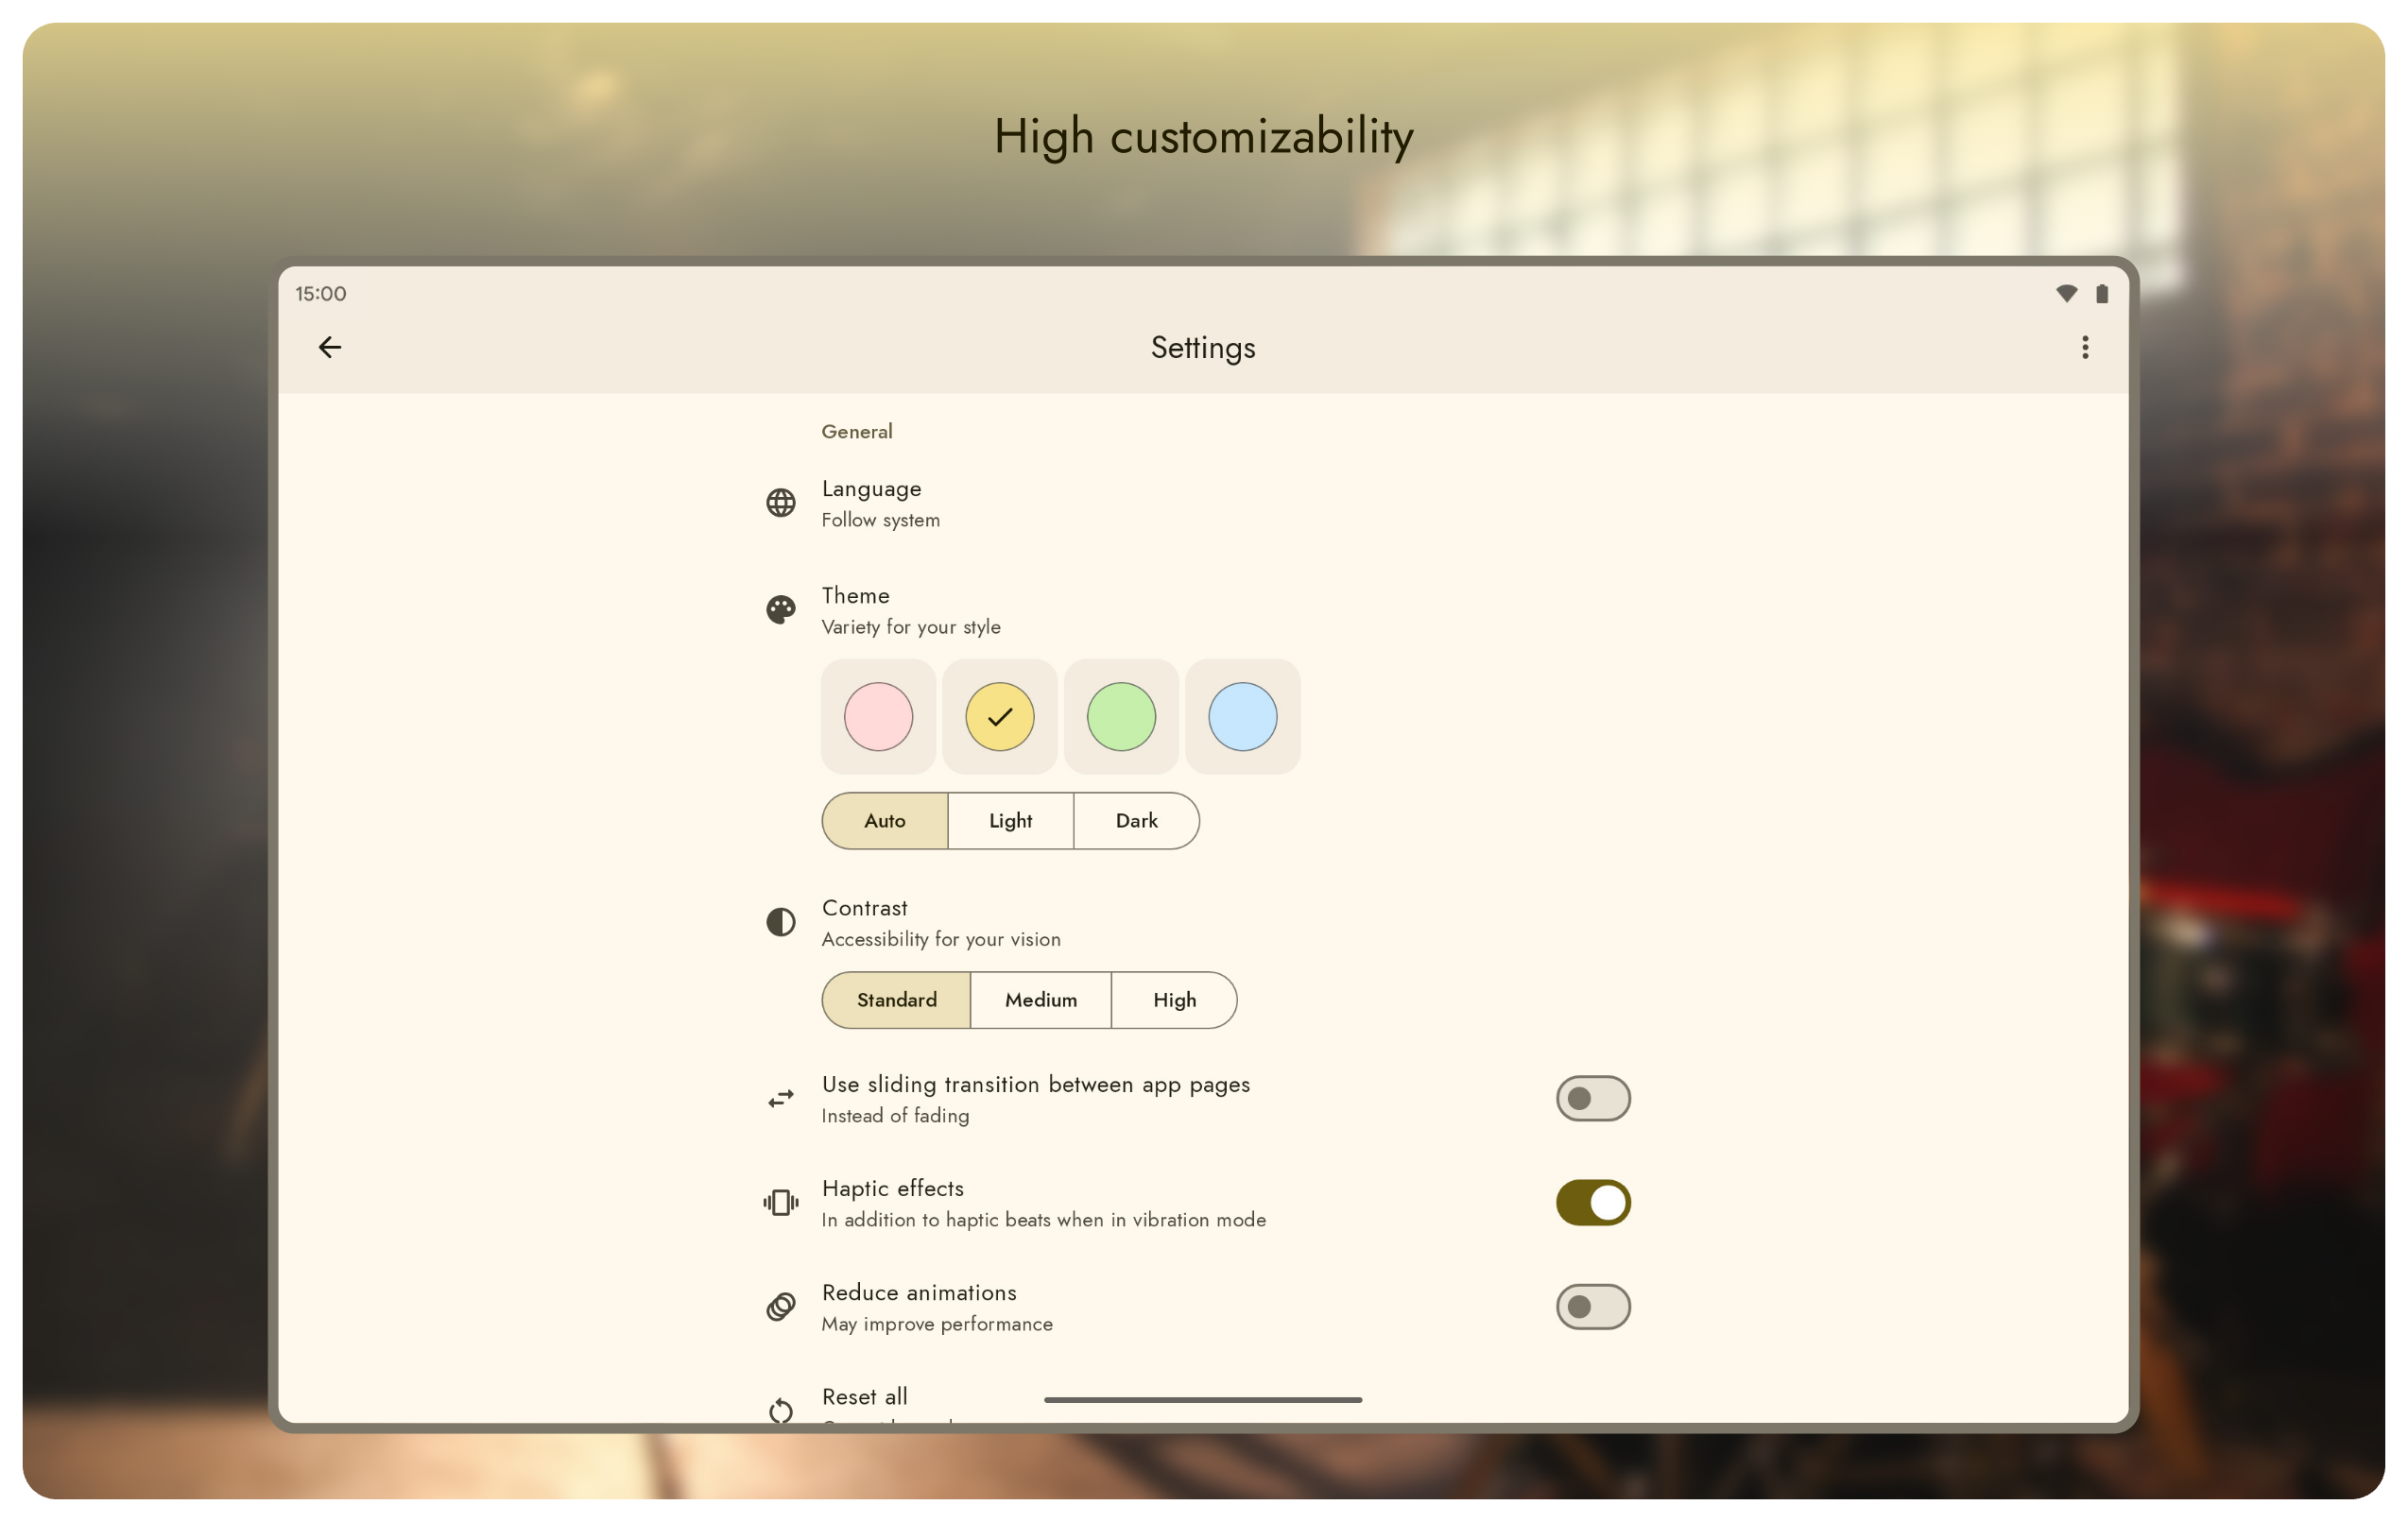 High customizability
15:00
Settings
General
Language
Follow system
Theme
Variety for your style
Auto Light Dark
Contrast
Accessibility for your vision
Standard Medium High
Use sliding transition between app pages
Instead of fading
Haptic effects
In addition to haptic beats when in vibration mode
Reduce animations
May improve performance
Reset all